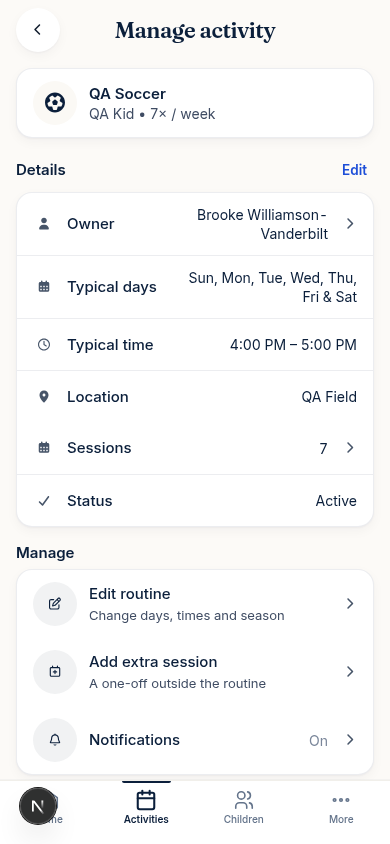 Manage activity
QA Soccer
QA Kid • 7× / week
Details
Edit
Owner
Brooke Williamson-
Vanderbilt
Typical days
Sun, Mon, Tue, Wed, Thu,
Fri & Sat
Typical time
4:00 PM – 5:00 PM
Location
QA Field
Sessions
7
Status
Active
Manage
Edit routine
Change days, times and season
Add extra session
A one-off outside the routine
Notifications
On
N
Activities
Children
More